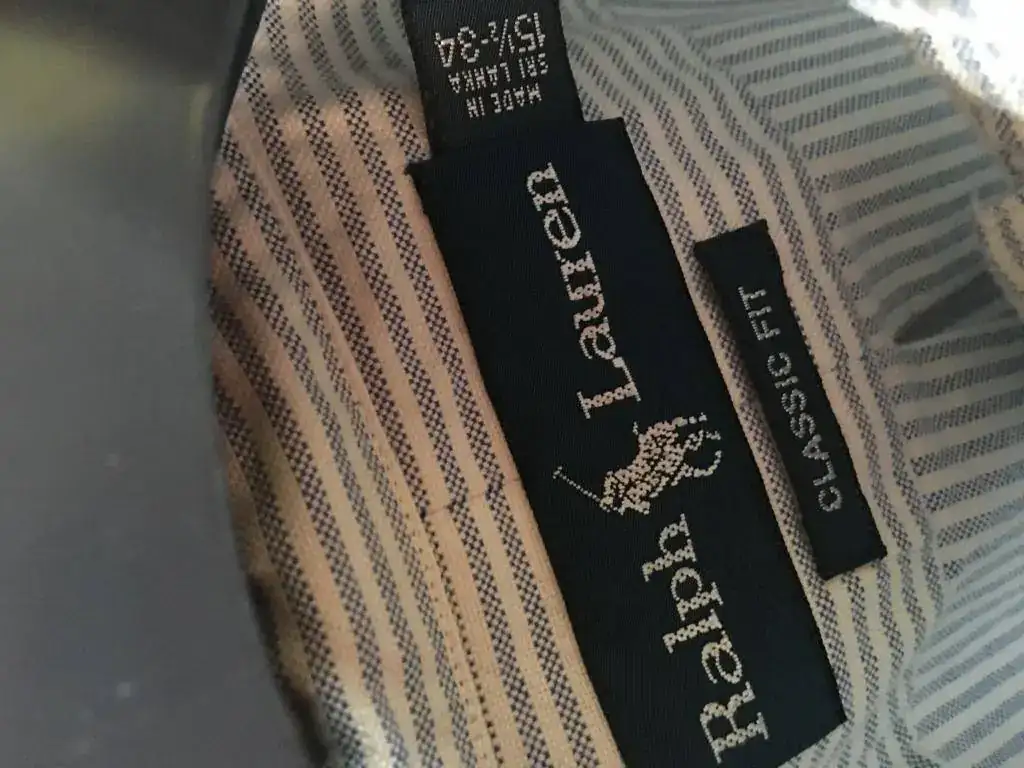 Ralph Lauren
CLASSIC FIT
15½-34
MADE IN
SRI LANKA